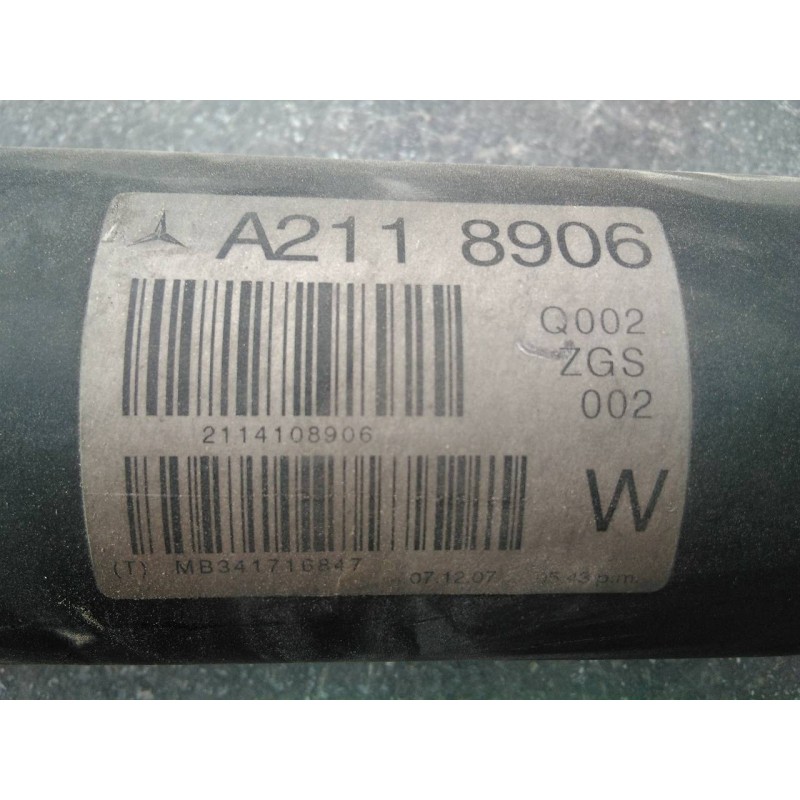 A211 8906
Q002
ZGS
002
2114108906
W
(T) MB341716847 07.12.07 05.43 p.m.